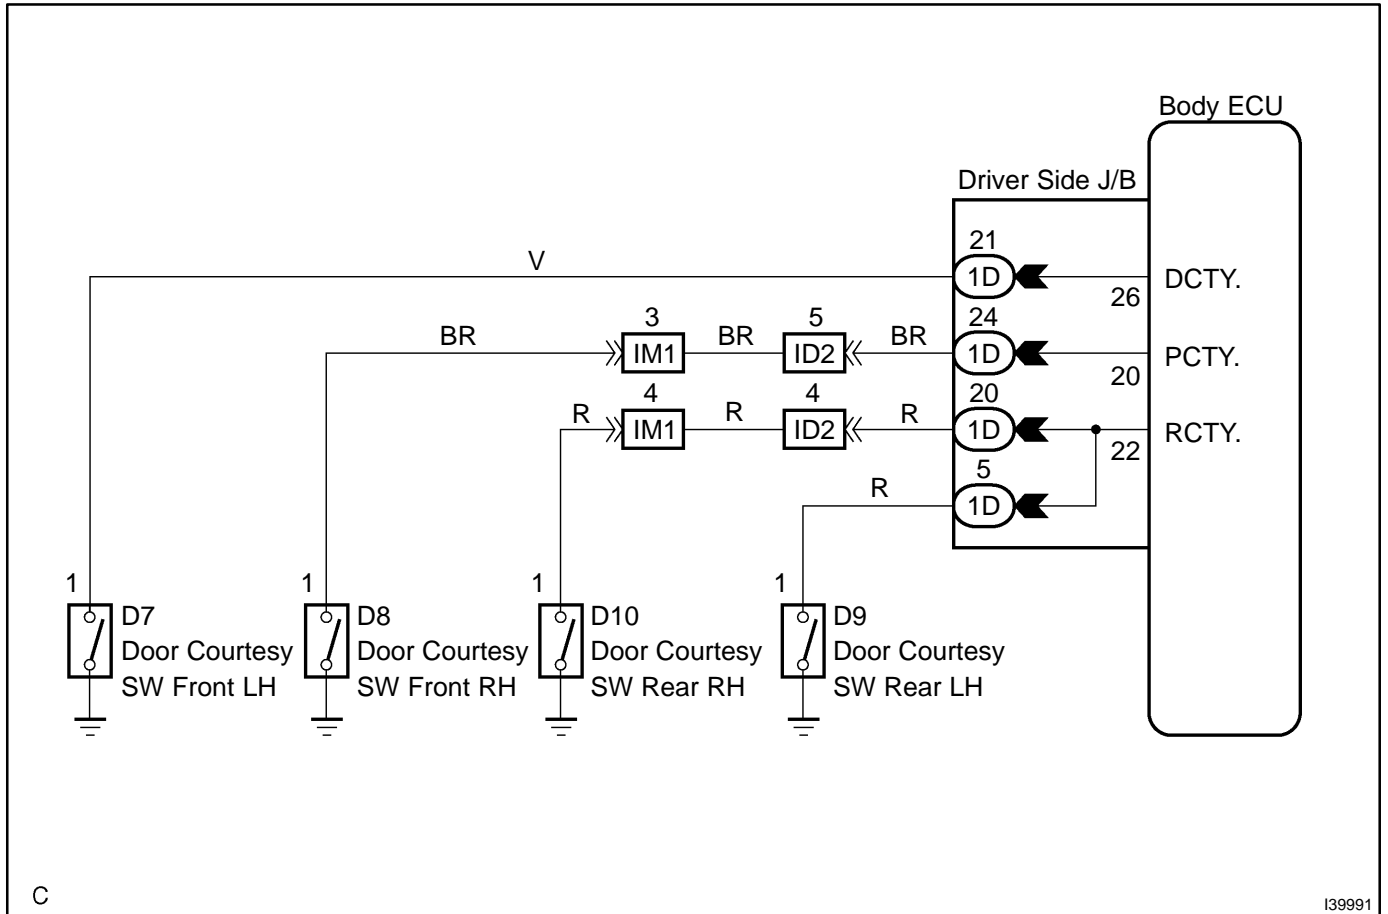 Body ECU
Driver Side J/B
21
V
1D
DCTY.
26
3
5
24
BR
IM1
BR
ID2
BR
1D
PCTY.
20
4
4
20
R
IM1
R
ID2
R
1D
RCTY.
22
5
R
1D
1
D7
Door Courtesy
SW Front LH
1
D8
Door Courtesy
SW Front RH
1
D10
Door Courtesy
SW Rear RH
1
D9
Door Courtesy
SW Rear LH
C
I39991